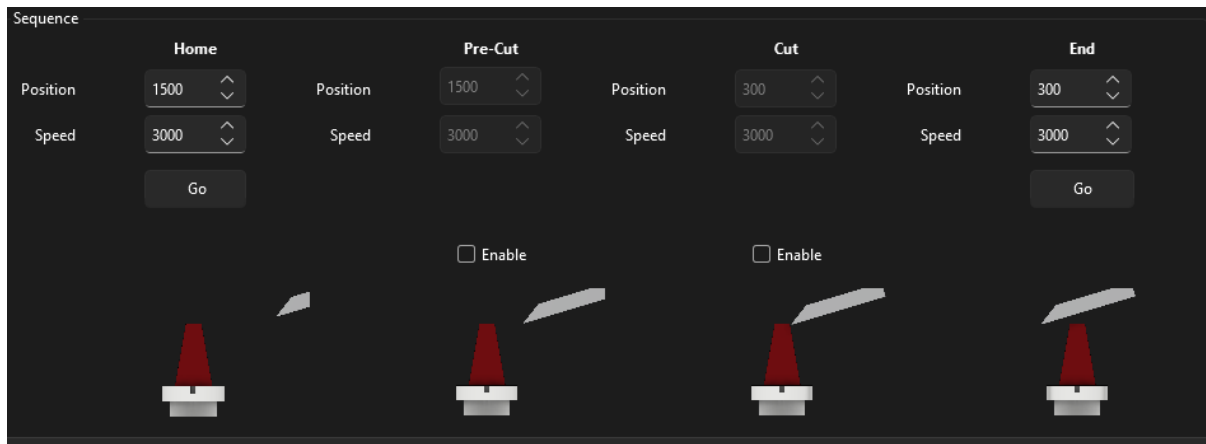 Sequence
Home Pre-Cut Cut End
Position 1500 Position 1500 Position 300 Position 300
Speed 3000 Speed 3000 Speed 3000 Speed 3000
Go Go
Enable Enable